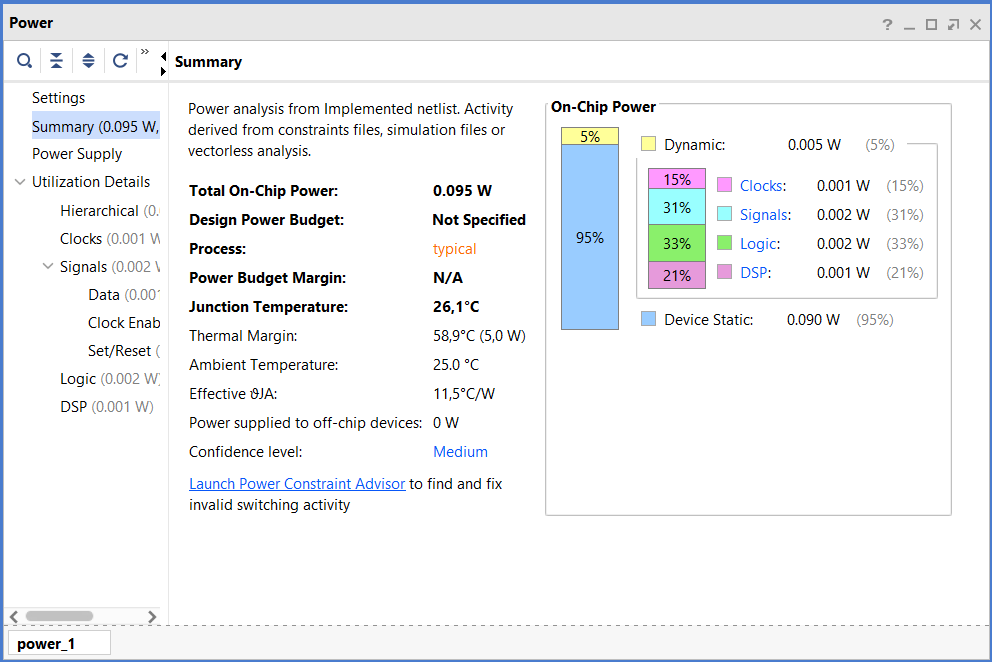 Power
?
»
Summary
Settings
Summary (0.095 W,
Power Supply
Utilization Details
Hierarchical (0.
Clocks (0.001 W
Signals (0.002 W
Data (0.001
Clock Enab
Set/Reset (
Logic (0.002 W)
DSP (0.001 W)
Power analysis from Implemented netlist. Activity
derived from constraints files, simulation files or
vectorless analysis.
Total On-Chip Power: 0.095 W
Design Power Budget: Not Specified
Process: typical
Power Budget Margin: N/A
Junction Temperature: 26,1°C
Thermal Margin: 58,9°C (5,0 W)
Ambient Temperature: 25.0 °C
Effective ϑJA: 11,5°C/W
Power supplied to off-chip devices: 0 W
Confidence level: Medium
Launch Power Constraint Advisor to find and fix
invalid switching activity
On-Chip Power
5%
95%
Dynamic: 0.005 W (5%)
15% Clocks: 0.001 W (15%)
31% Signals: 0.002 W (31%)
33% Logic: 0.002 W (33%)
21% DSP: 0.001 W (21%)
Device Static: 0.090 W (95%)
power_1